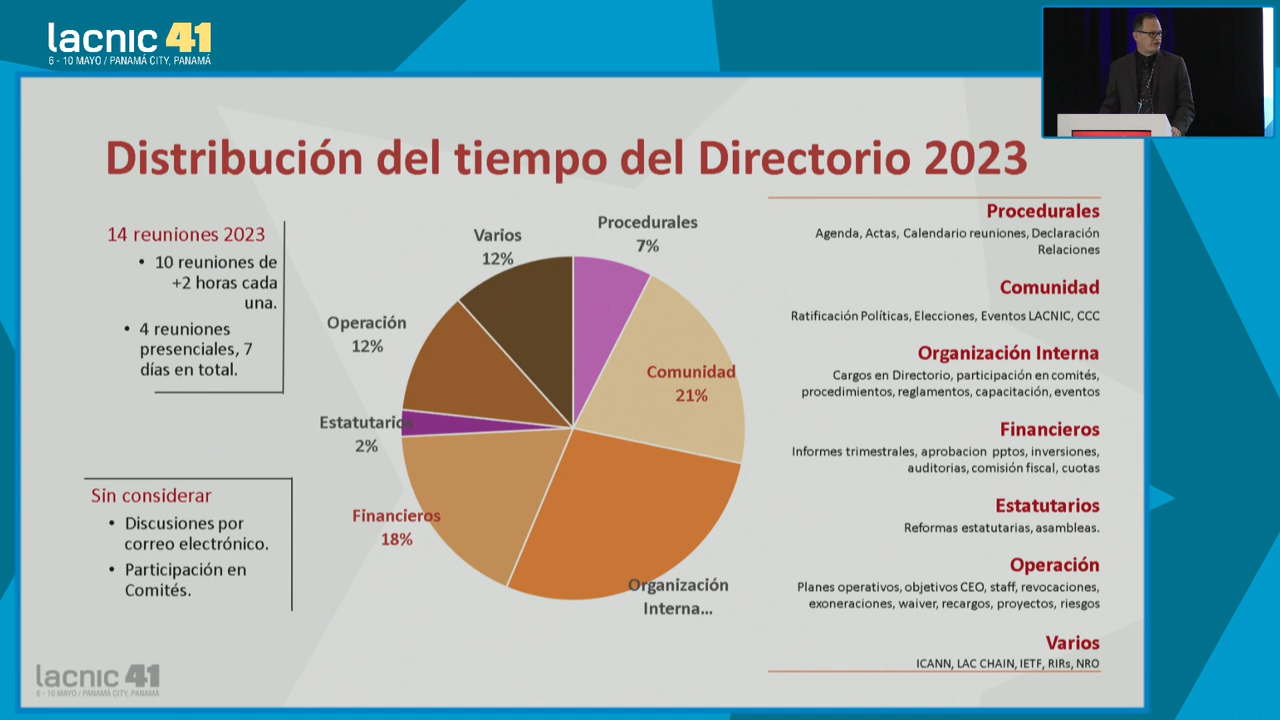 lacnic 41
6 - 10 MAYO / PANAMÁ CITY, PANAMÁ
Distribución del tiempo del Directorio 2023
14 reuniones 2023
• 10 reuniones de
+2 horas cada
una.
• 4 reuniones
presenciales, 7
días en total.
Sin considerar
• Discusiones por
correo electrónico.
• Participación en
Comités.
Procedurales
7%
Comunidad
21%
Organización
Interna...
Financieros
18%
Estatutarios
2%
Operación
12%
Varios
12%
Procedurales
Agenda, Actas, Calendario reuniones, Declaración
Relaciones
Comunidad
Ratificación Políticas, Elecciones, Eventos LACNIC, CCC
Organización Interna
Cargos en Directorio, participación en comités,
procedimientos, reglamentos, capacitación, eventos
Financieros
Informes trimestrales, aprobacion pptos, inversiones,
auditorias, comisión fiscal, cuotas
Estatutarios
Reformas estatutarias, asambleas.
Operación
Planes operativos, objetivos CEO, staff, revocaciones,
exoneraciones, waiver, recargos, proyectos, riesgos
Varios
ICANN, LAC CHAIN, IETF, RIRs, NRO
lacnic 41
6 - 10 MAYO / PANAMÁ CITY, PANAMÁ